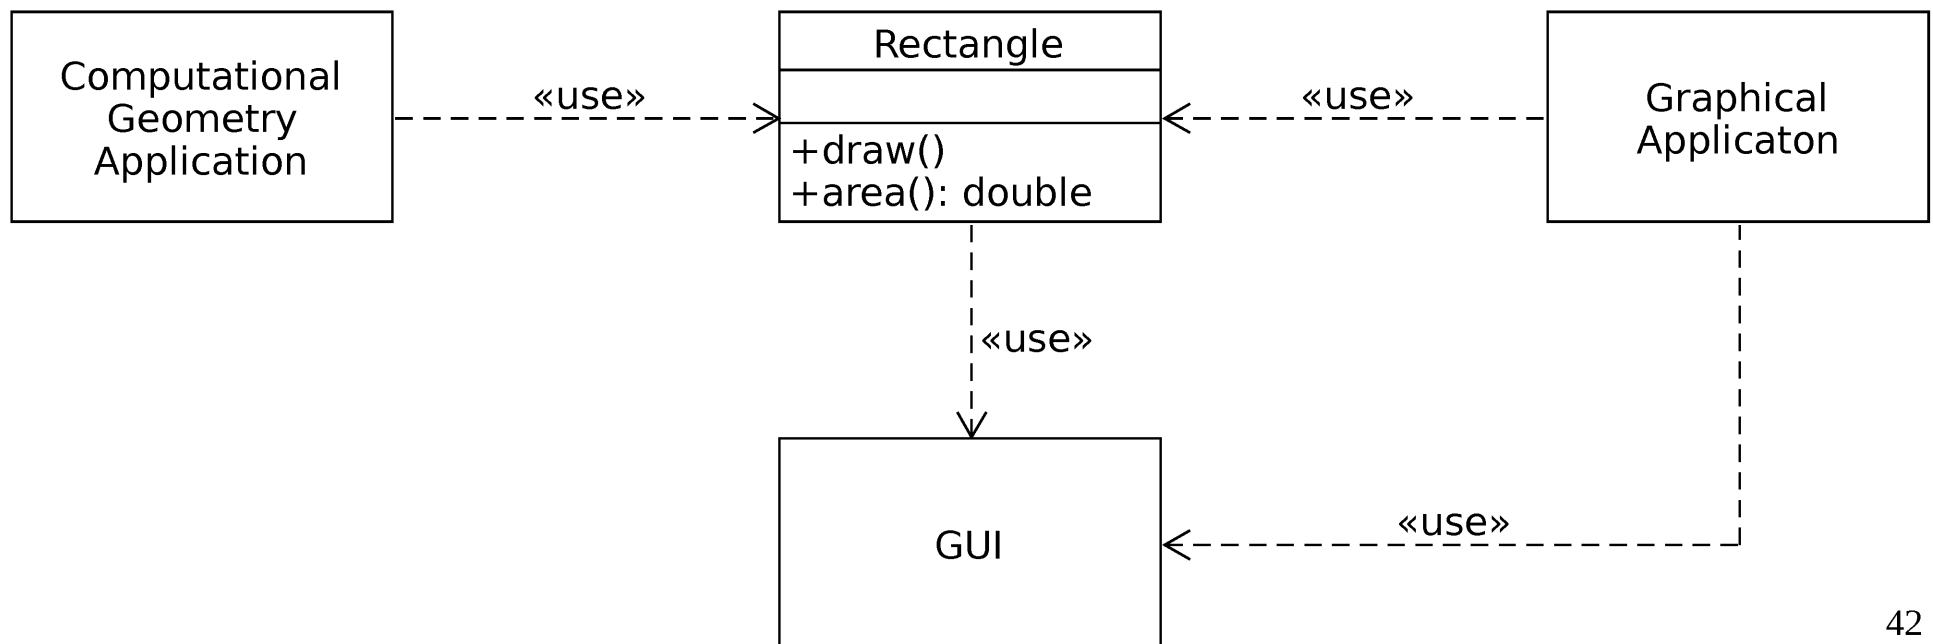 Computational
Geometry
Application
«use»
Rectangle
+draw()
+area(): double
«use»
Graphical
Applicaton
«use»
GUI
«use»
42